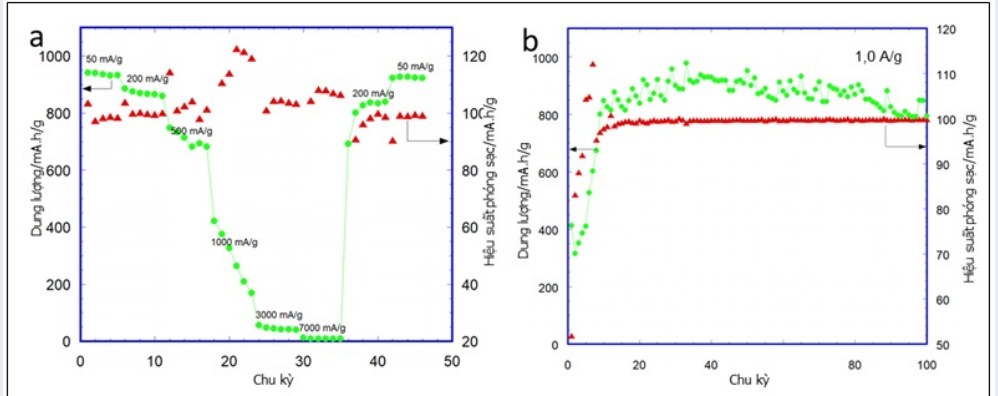 a
Dung lượng/mA.h/g
1000
800
600
400
200
0
50 mA/g
200 mA/g
500 mA/g
1000 mA/g
3000 mA/g
7000 mA/g
200 mA/g
50 mA/g
120
100
80
60
40
20
Hiệu suất phóng sạc/mA.h/g
0 10 20 30 40 50
Chu kỳ
b
1,0 A/g
Dung lượng/mA.h/g
1000
800
600
400
200
0
120
110
100
90
80
70
60
50
Hiệu suất phóng sạc/mA.h/g
0 20 40 60 80 100
Chu kỳ